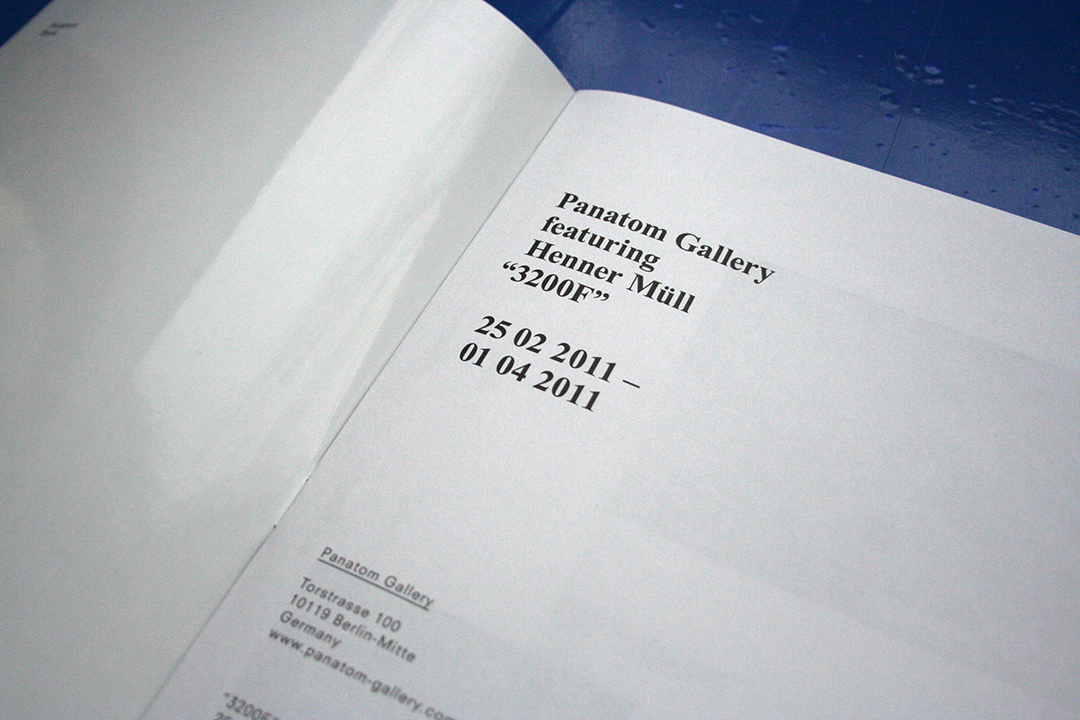 Panatom Gallery
featuring
Henner Müll
“3200F”
25 02 2011 –
01 04 2011
Panatom Gallery
Torstrasse 100
10119 Berlin-Mitte
Germany
www.panatom-gallery.com
"3200F"